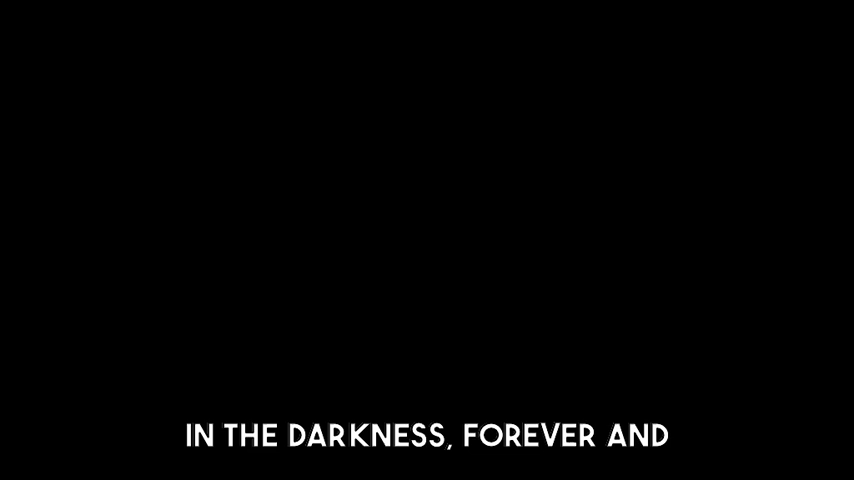 IN THE DARKNESS, FOREVER AND